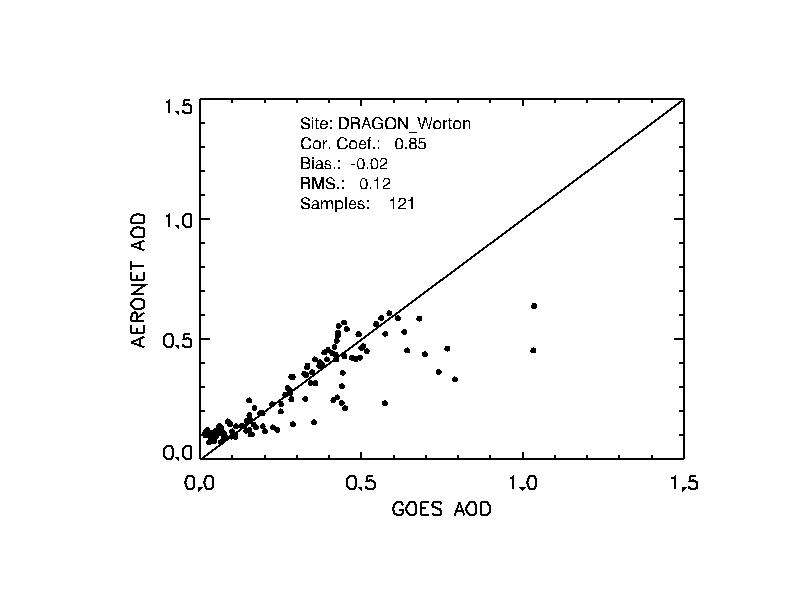 1.5
Site: DRAGON_Worton
Cor. Coef.: 0.85
Bias.: -0.02
RMS.: 0.12
Samples: 121
1.0
AERONET AOD
0.5
0.0
0.0 0.5 1.0 1.5
GOES AOD